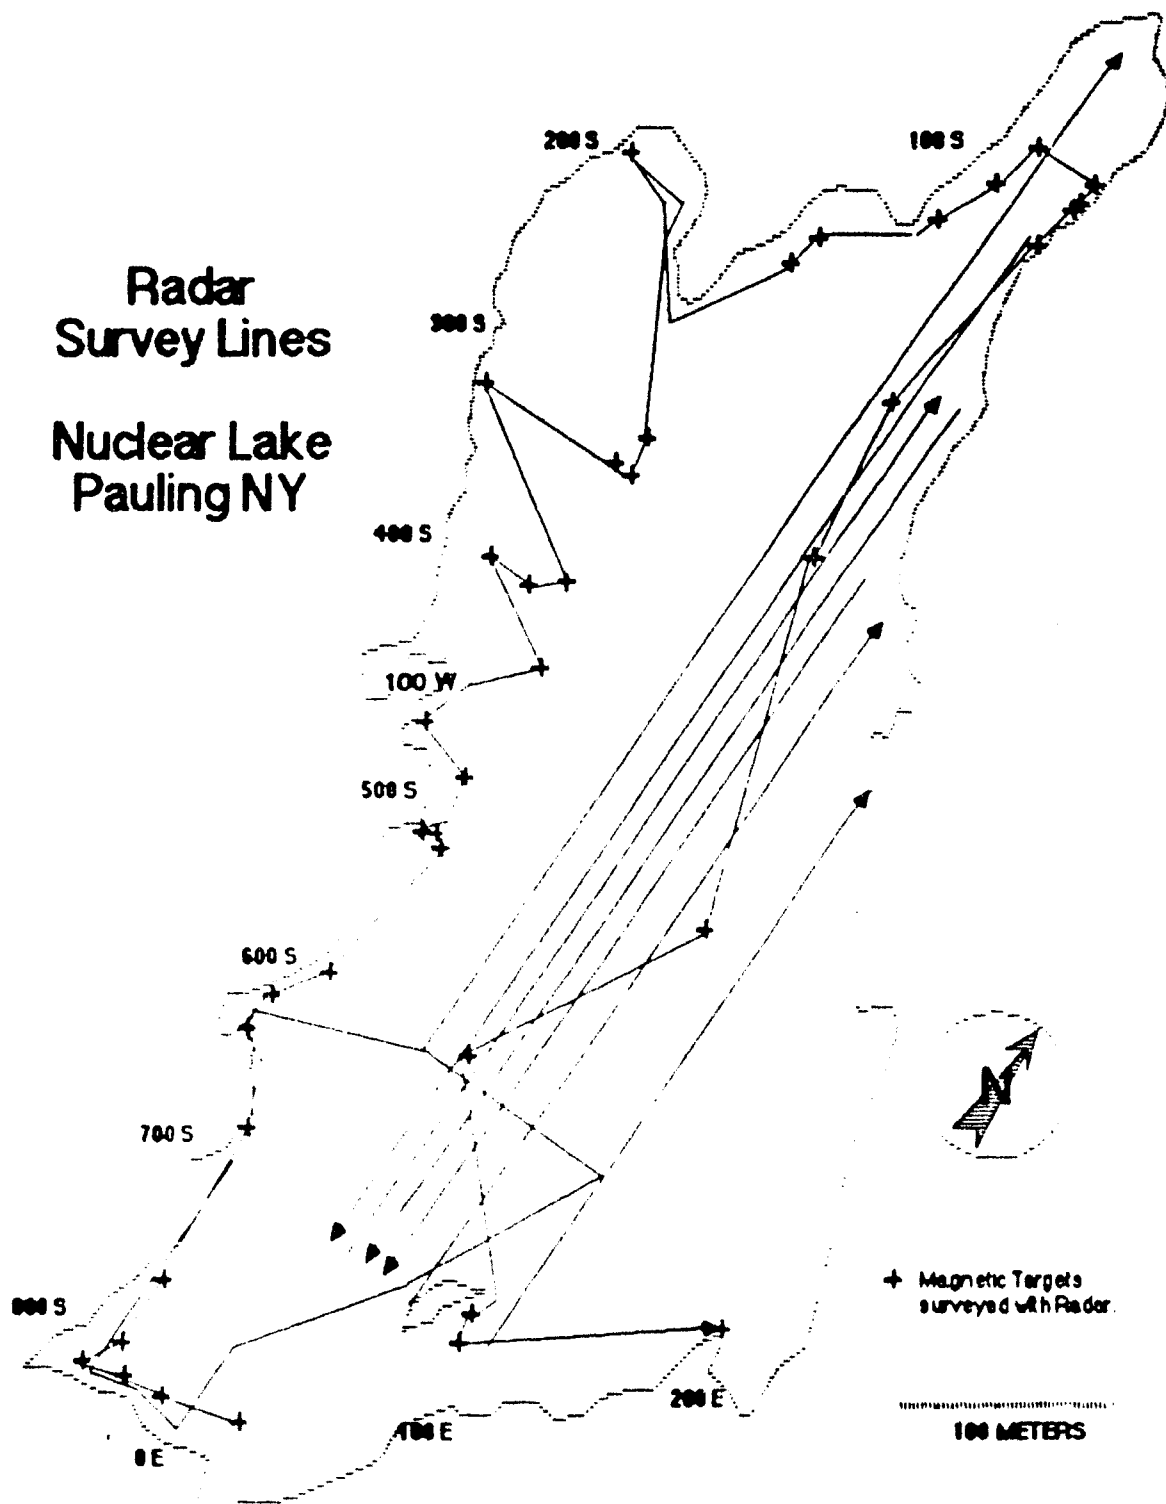 200 S
100 S
Radar
Survey Lines
300 S
Nuclear Lake
Pauling NY
400 S
100 W
500 S
600 S
N
700 S
Magnetic Targets
surveyed with Radar.
800 S
200 E
100 E
100 METERS
0 E